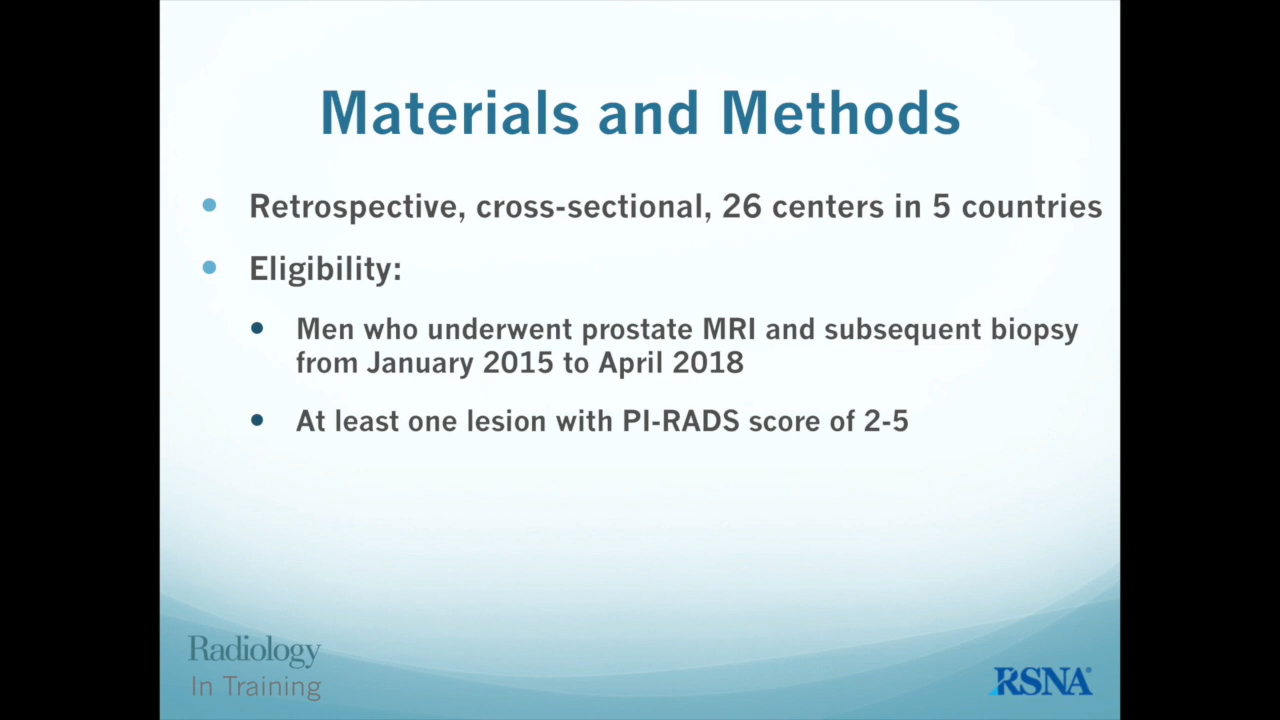 Materials and Methods
• Retrospective, cross-sectional, 26 centers in 5 countries
• Eligibility:
• Men who underwent prostate MRI and subsequent biopsy
from January 2015 to April 2018
• At least one lesion with PI-RADS score of 2-5
Radiology
In Training
RSNA®